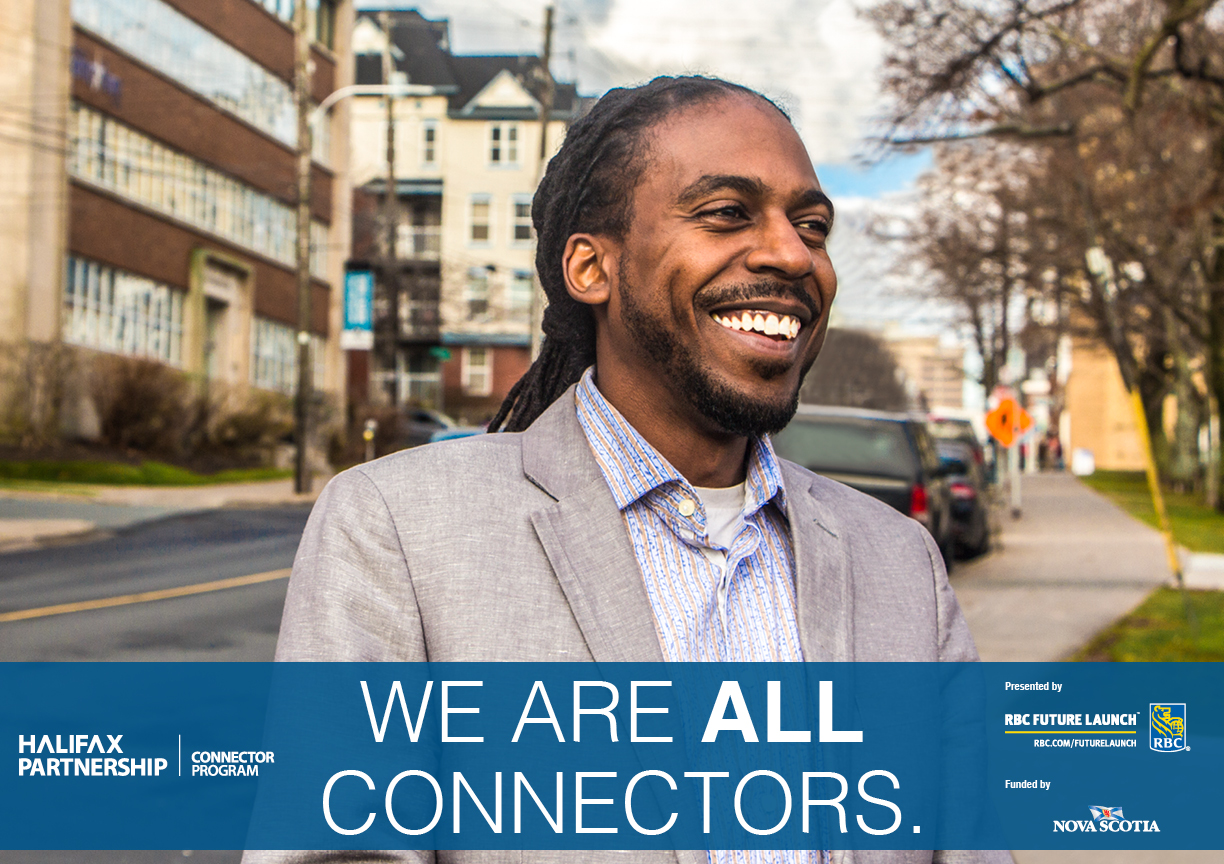 HALIFAX
PARTNERSHIP
CONNECTOR
PROGRAM
WE ARE ALL
CONNECTORS.
Presented by
RBC FUTURE LAUNCH™
RBC.COM/FUTURELAUNCH
RBC®
Funded by
NOVA SCOTIA